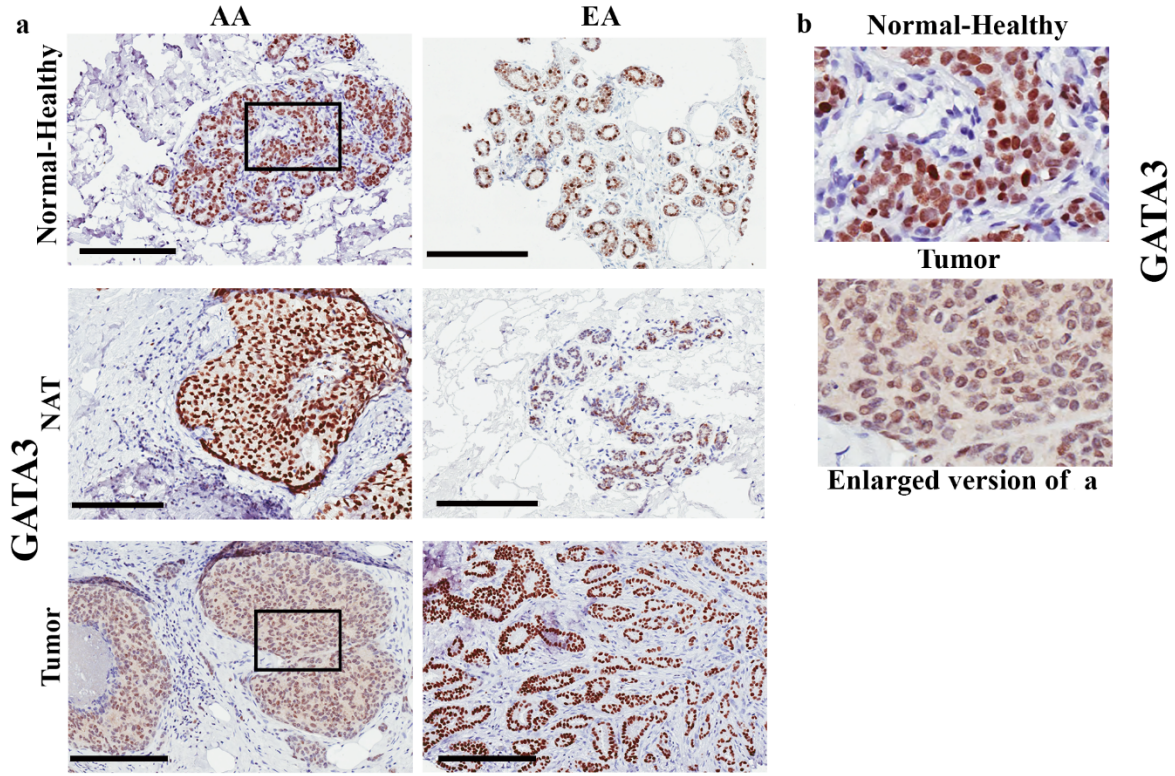 a
AA
EA
b
Normal-Healthy
Normal-Healthy
NAT
Tumor
GATA3
Tumor
Enlarged version of a
GATA3